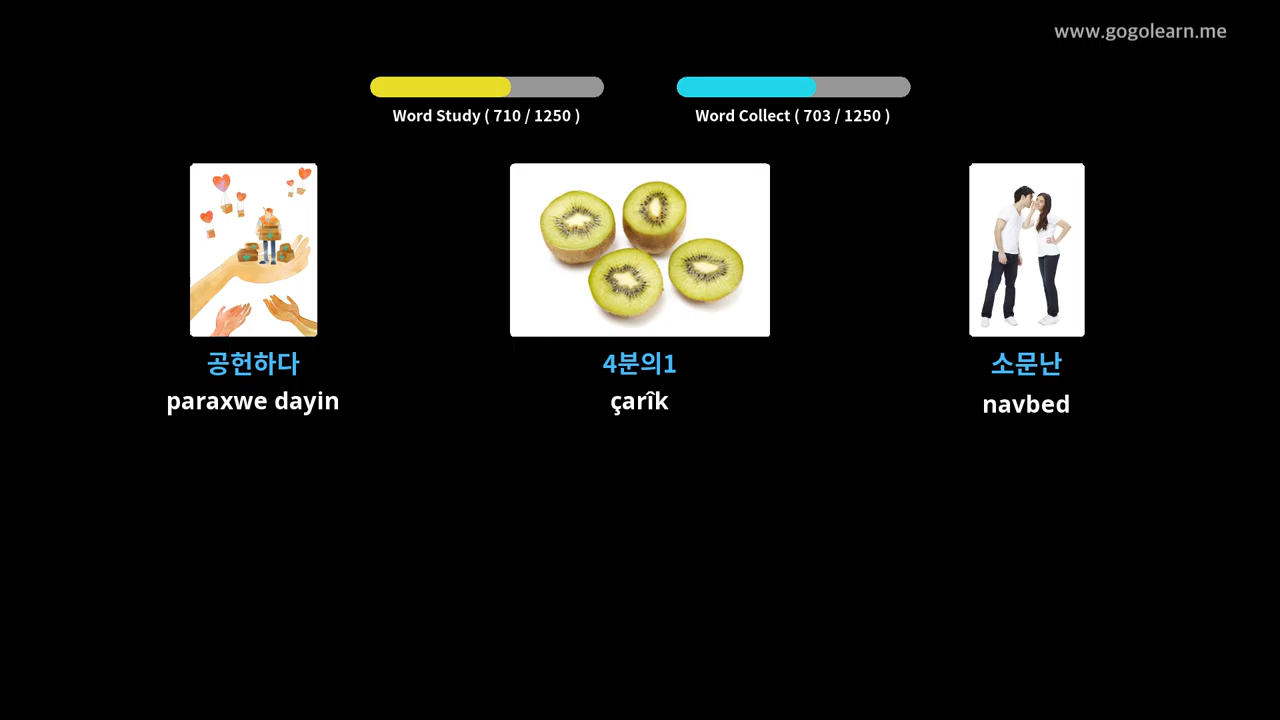 www.gogolearn.me
Word Study ( 710 / 1250 )
Word Collect ( 703 / 1250 )
공헌하다
paraxwe dayin
4분의1
çarîk
소문난
navbed